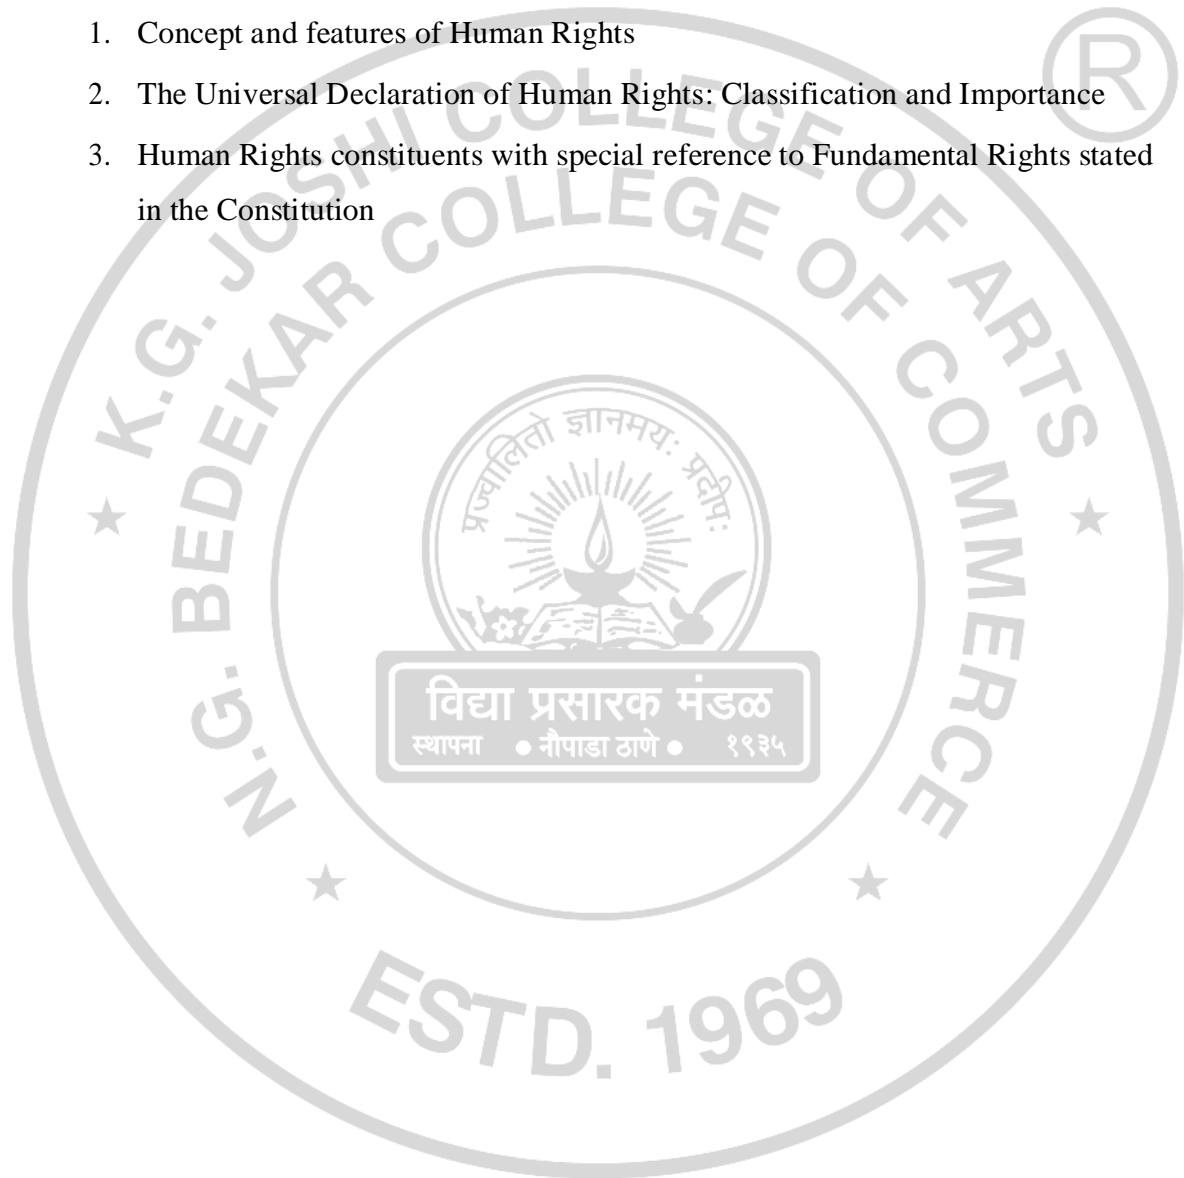 1. Concept and features of Human Rights
2. The Universal Declaration of Human Rights: Classification and Importance
3. Human Rights constituents with special reference to Fundamental Rights stated
in the Constitution
®
K.G. JOSHI COLLEGE OF ARTS
N.G. BEDEKAR COLLEGE OF COMMERCE
प्रज्वालितो ज्ञानमयः प्रदीपः
विद्या प्रसारक मंडळ
स्थापना • नौपाडा ठाणे • १९३५
ESTD. 1969